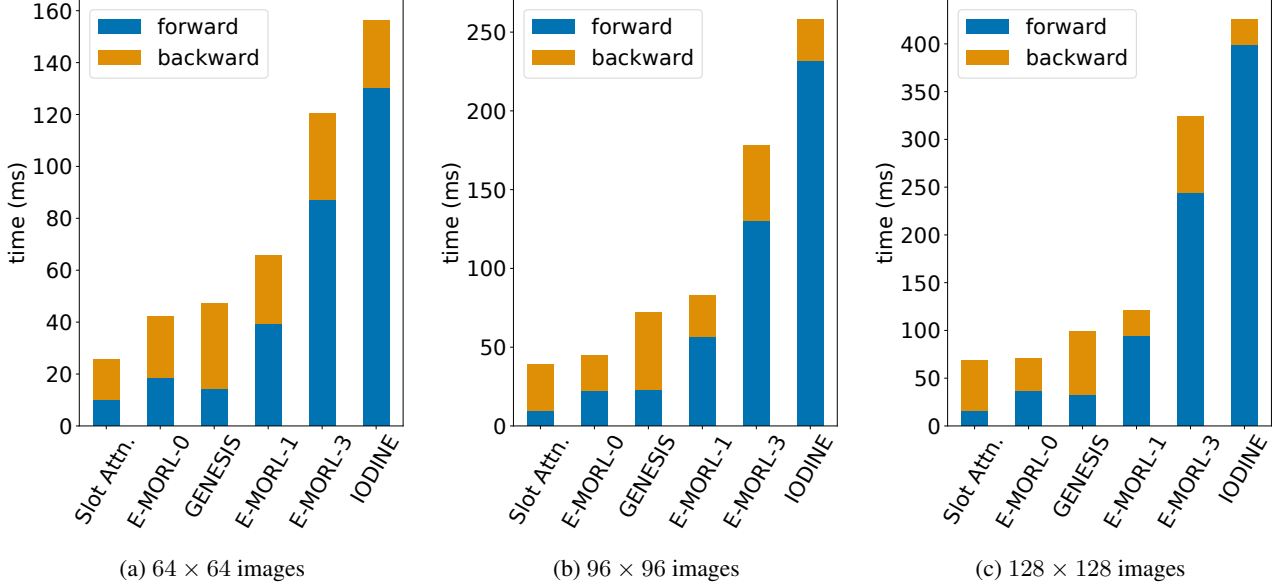 160
140
120
100
80
60
40
20
0
time (ms)
forward
backward
Slot Attn.
E-MORL-0
GENESIS
E-MORL-1
E-MORL-3
IODINE
(a) 64 × 64 images
250
200
150
100
50
0
time (ms)
forward
backward
Slot Attn.
E-MORL-0
GENESIS
E-MORL-1
E-MORL-3
IODINE
(b) 96 × 96 images
400
350
300
250
200
150
100
50
0
time (ms)
forward
backward
Slot Attn.
E-MORL-0
GENESIS
E-MORL-1
E-MORL-3
IODINE
(c) 128 × 128 images